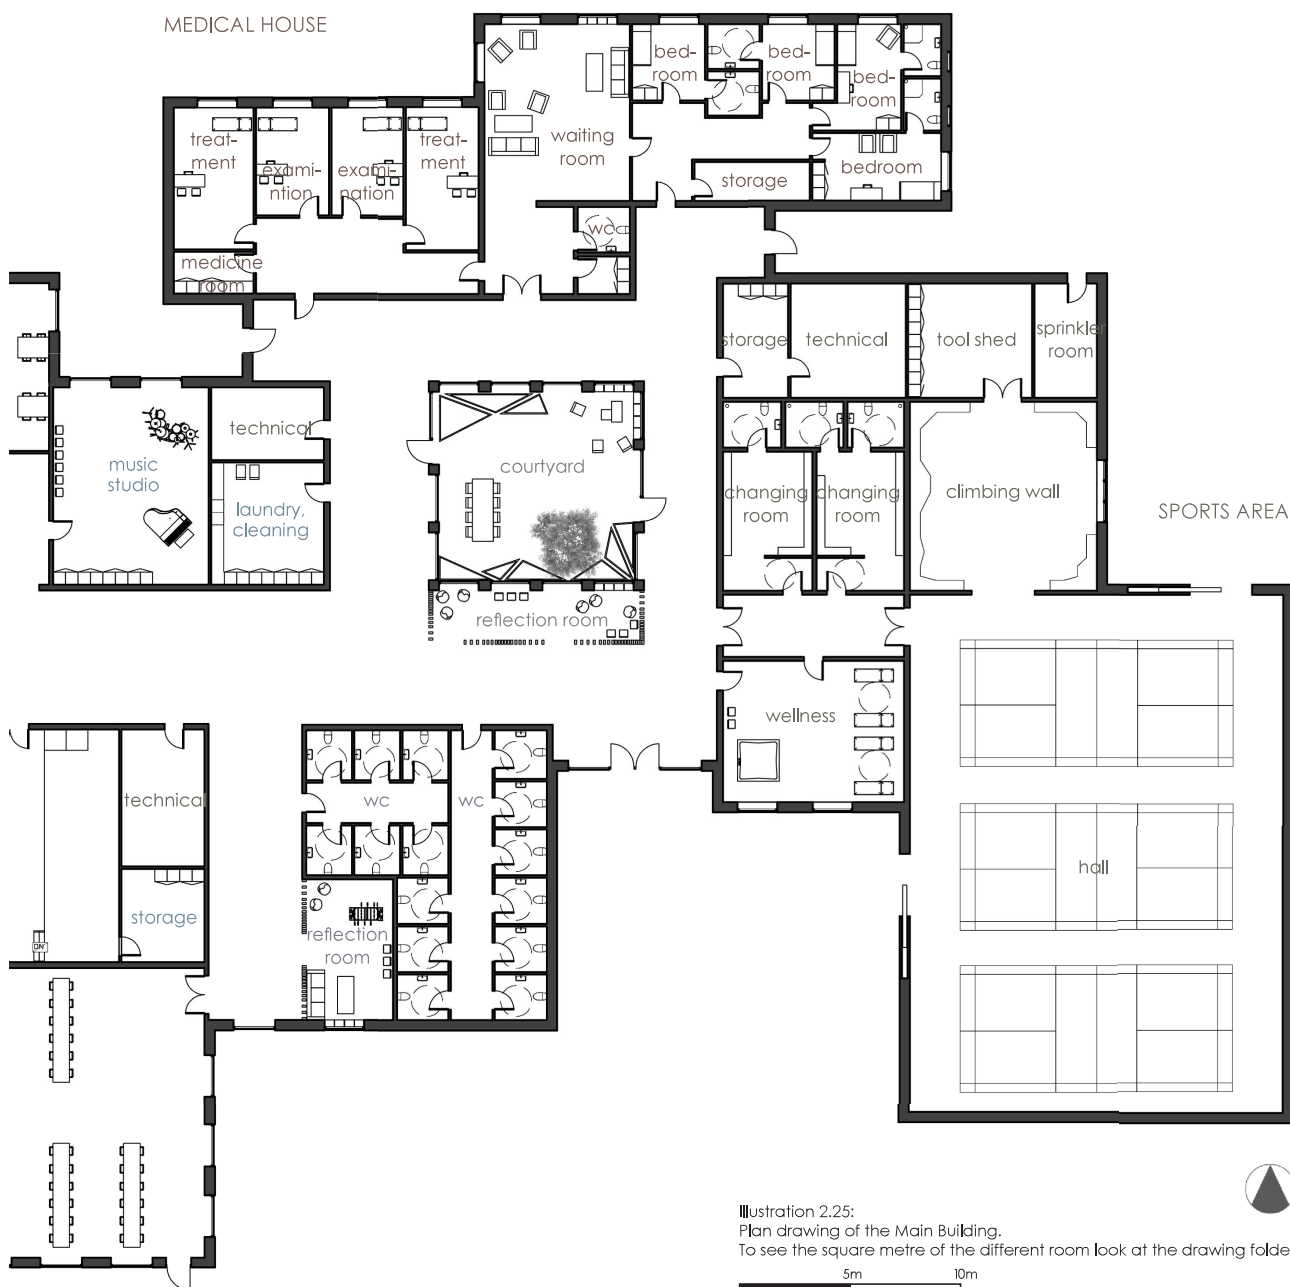 MEDICAL HOUSE
treat-
ment
exami-
ntion
exami-
nation
treat-
ment
medicine
room
waiting
room
wc
bed-
room
bed-
room
bed-
room
bedroom
storage
storage
technical
tool shed
sprinkler
room
technical
music
studio
laundry,
cleaning
courtyard
reflection room
changing
room
changing
room
climbing wall
SPORTS AREA
wellness
hall
technical
storage
DN
wc
wc
reflection
room
Illustration 2.25:
Plan drawing of the Main Building.
To see the square metre of the different room look at the drawing folde
5m
10m